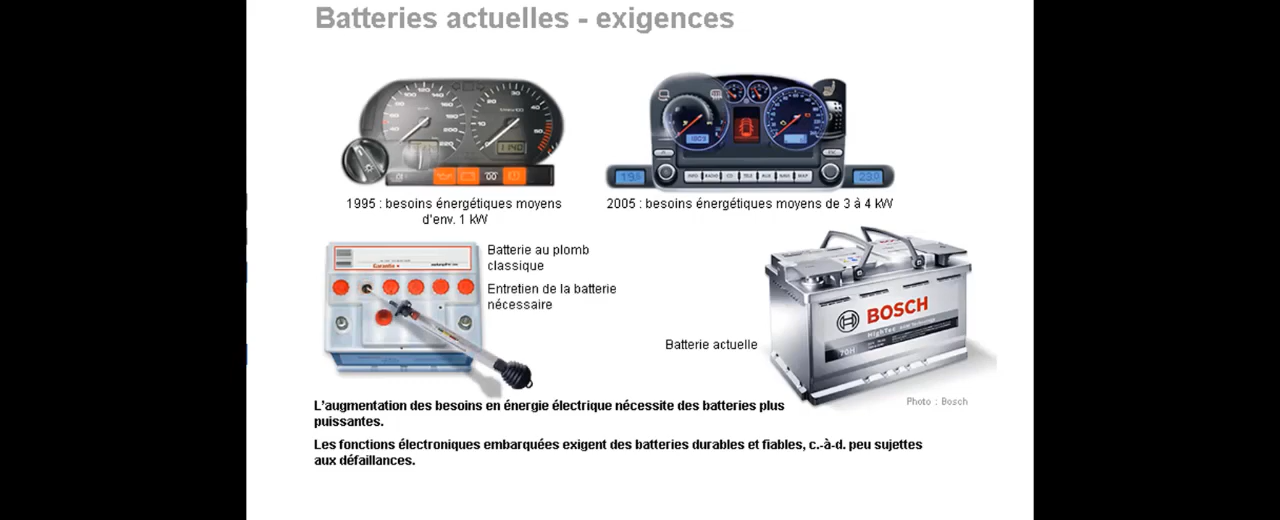 Batteries actuelles - exigences
1995 : besoins énergétiques moyens
d'env. 1 kW
2005 : besoins énergétiques moyens de 3 à 4 kW
Batterie au plomb
classique
Entretien de la batterie
nécessaire
BOSCH
70H
Batterie actuelle
Photo : Bosch
L'augmentation des besoins en énergie électrique nécessite des batteries plus
puissantes.
Les fonctions électroniques embarquées exigent des batteries durables et fiables, c.-à-d. peu sujettes
aux défaillances.